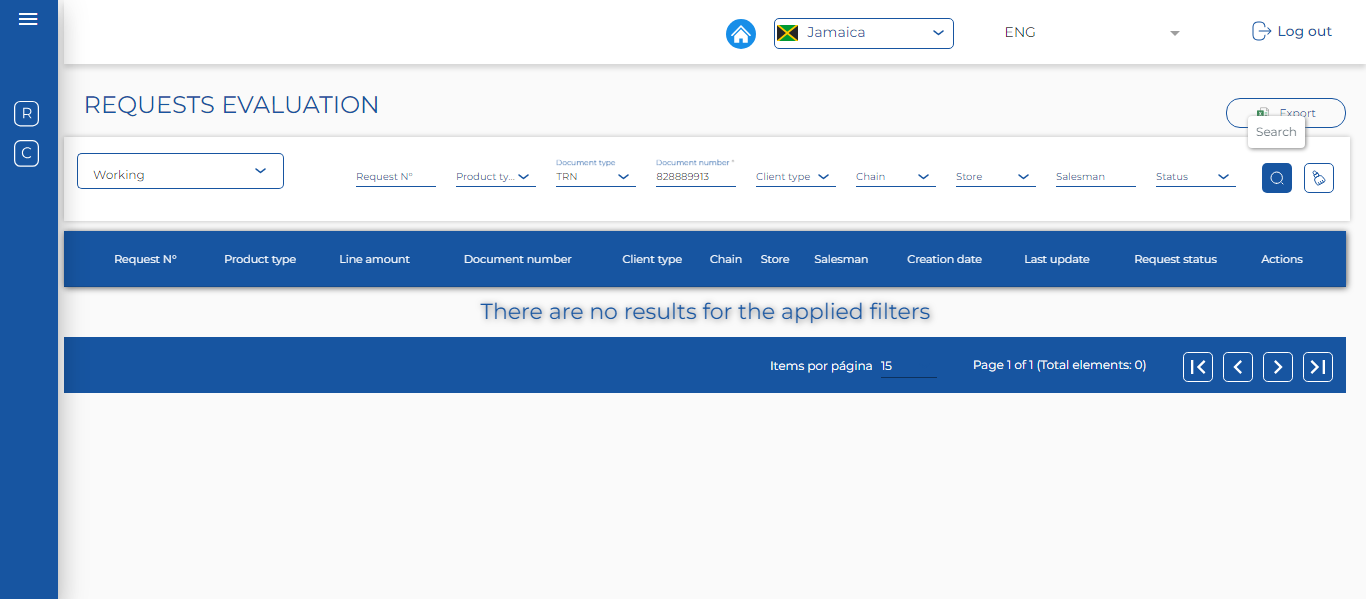 Jamaica
ENG
Log out
R
C
REQUESTS EVALUATION
Export
Search
Working
Request N°
Product ty...
Document type
TRN
Document number *
828889913
Client type
Chain
Store
Salesman
Status
Request N° Product type Line amount Document number Client type Chain Store Salesman Creation date Last update Request status Actions
There are no results for the applied filters
Items por página 15 Page 1 of 1 (Total elements: 0)